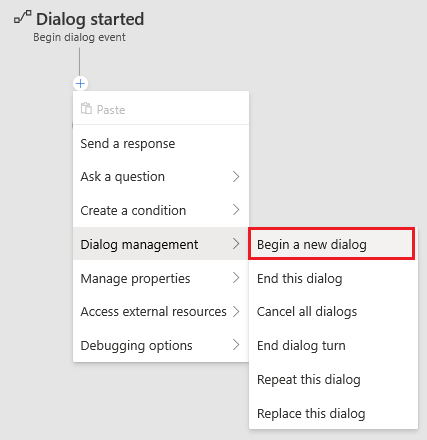 Dialog started
Begin dialog event
Paste
Send a response
Ask a question
Create a condition
Dialog management
Begin a new dialog
Manage properties
End this dialog
Access external resources
Cancel all dialogs
Debugging options
End dialog turn
Repeat this dialog
Replace this dialog